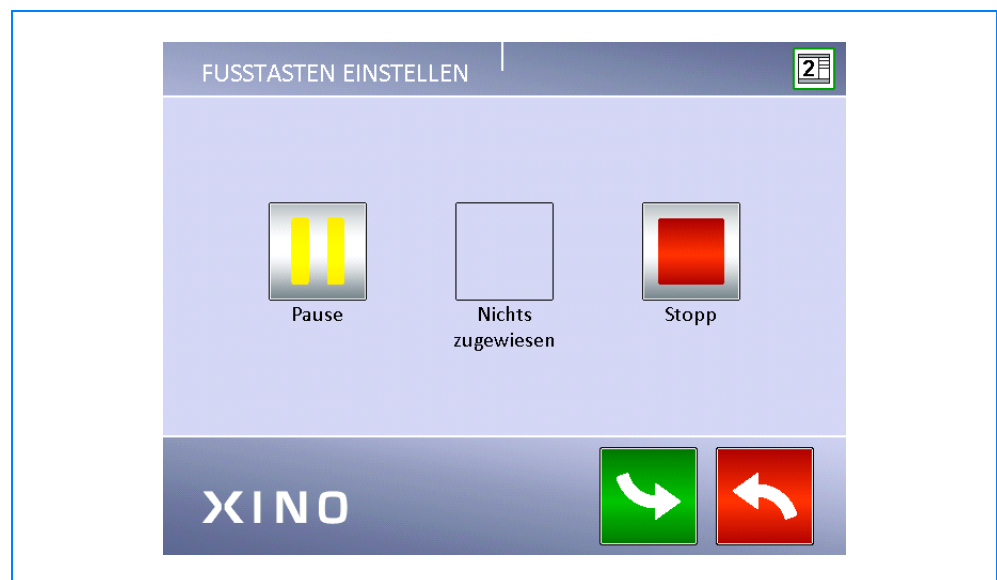 FUSSTASTEN EINSTELLEN
2
Pause
Nichts
zugewiesen
Stopp
XINO